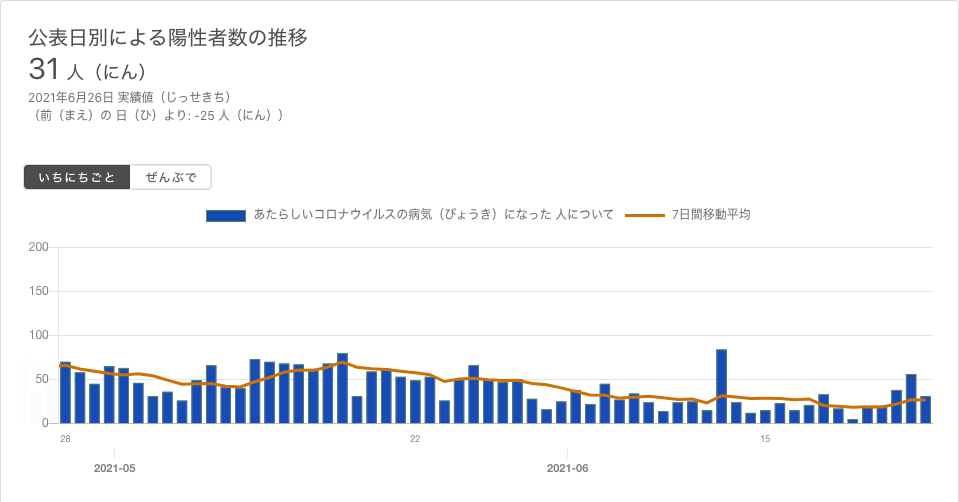 公表日別による陽性者数の推移
31 人（にん）
2021年6月26日 実績値（じっせきち）
（前（まえ）の 日（ひ）より: -25 人（にん））
いちにちごと ぜんぶで
あたらしいコロナウイルスの病気（びょうき）になった 人について 7日間移動平均
200
150
100
50
0
28 22 15
2021-05 2021-06